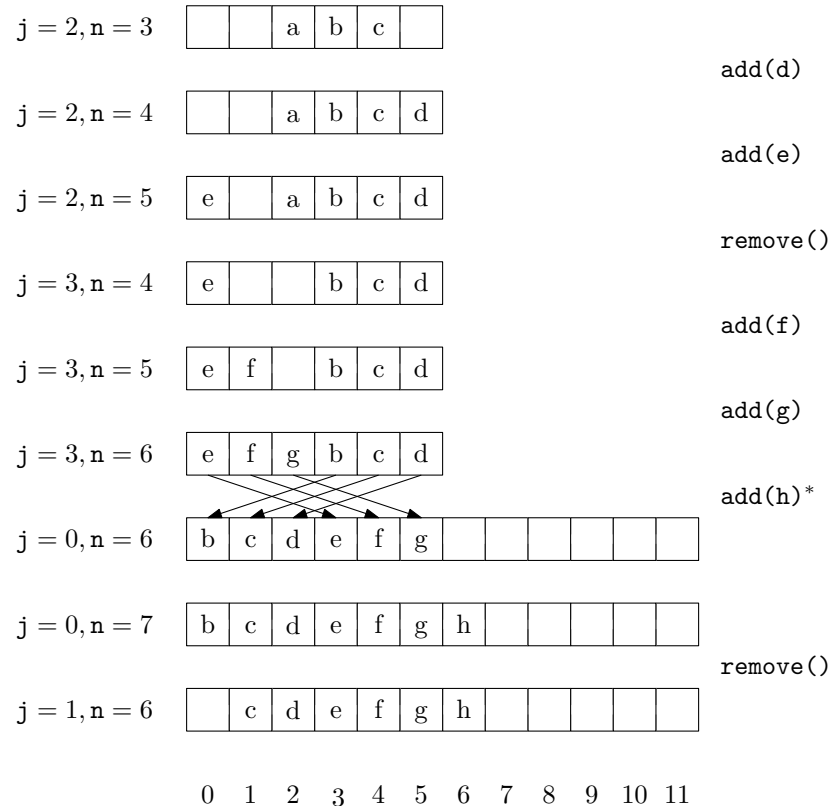 j = 2, n = 3 a b c
add(d)
j = 2, n = 4 a b c d
add(e)
j = 2, n = 5 e a b c d
remove()
j = 3, n = 4 e b c d
add(f)
j = 3, n = 5 e f b c d
add(g)
j = 3, n = 6 e f g b c d
add(h)*
j = 0, n = 6 b c d e f g
j = 0, n = 7 b c d e f g h
remove()
j = 1, n = 6 c d e f g h
0 1 2 3 4 5 6 7 8 9 10 11